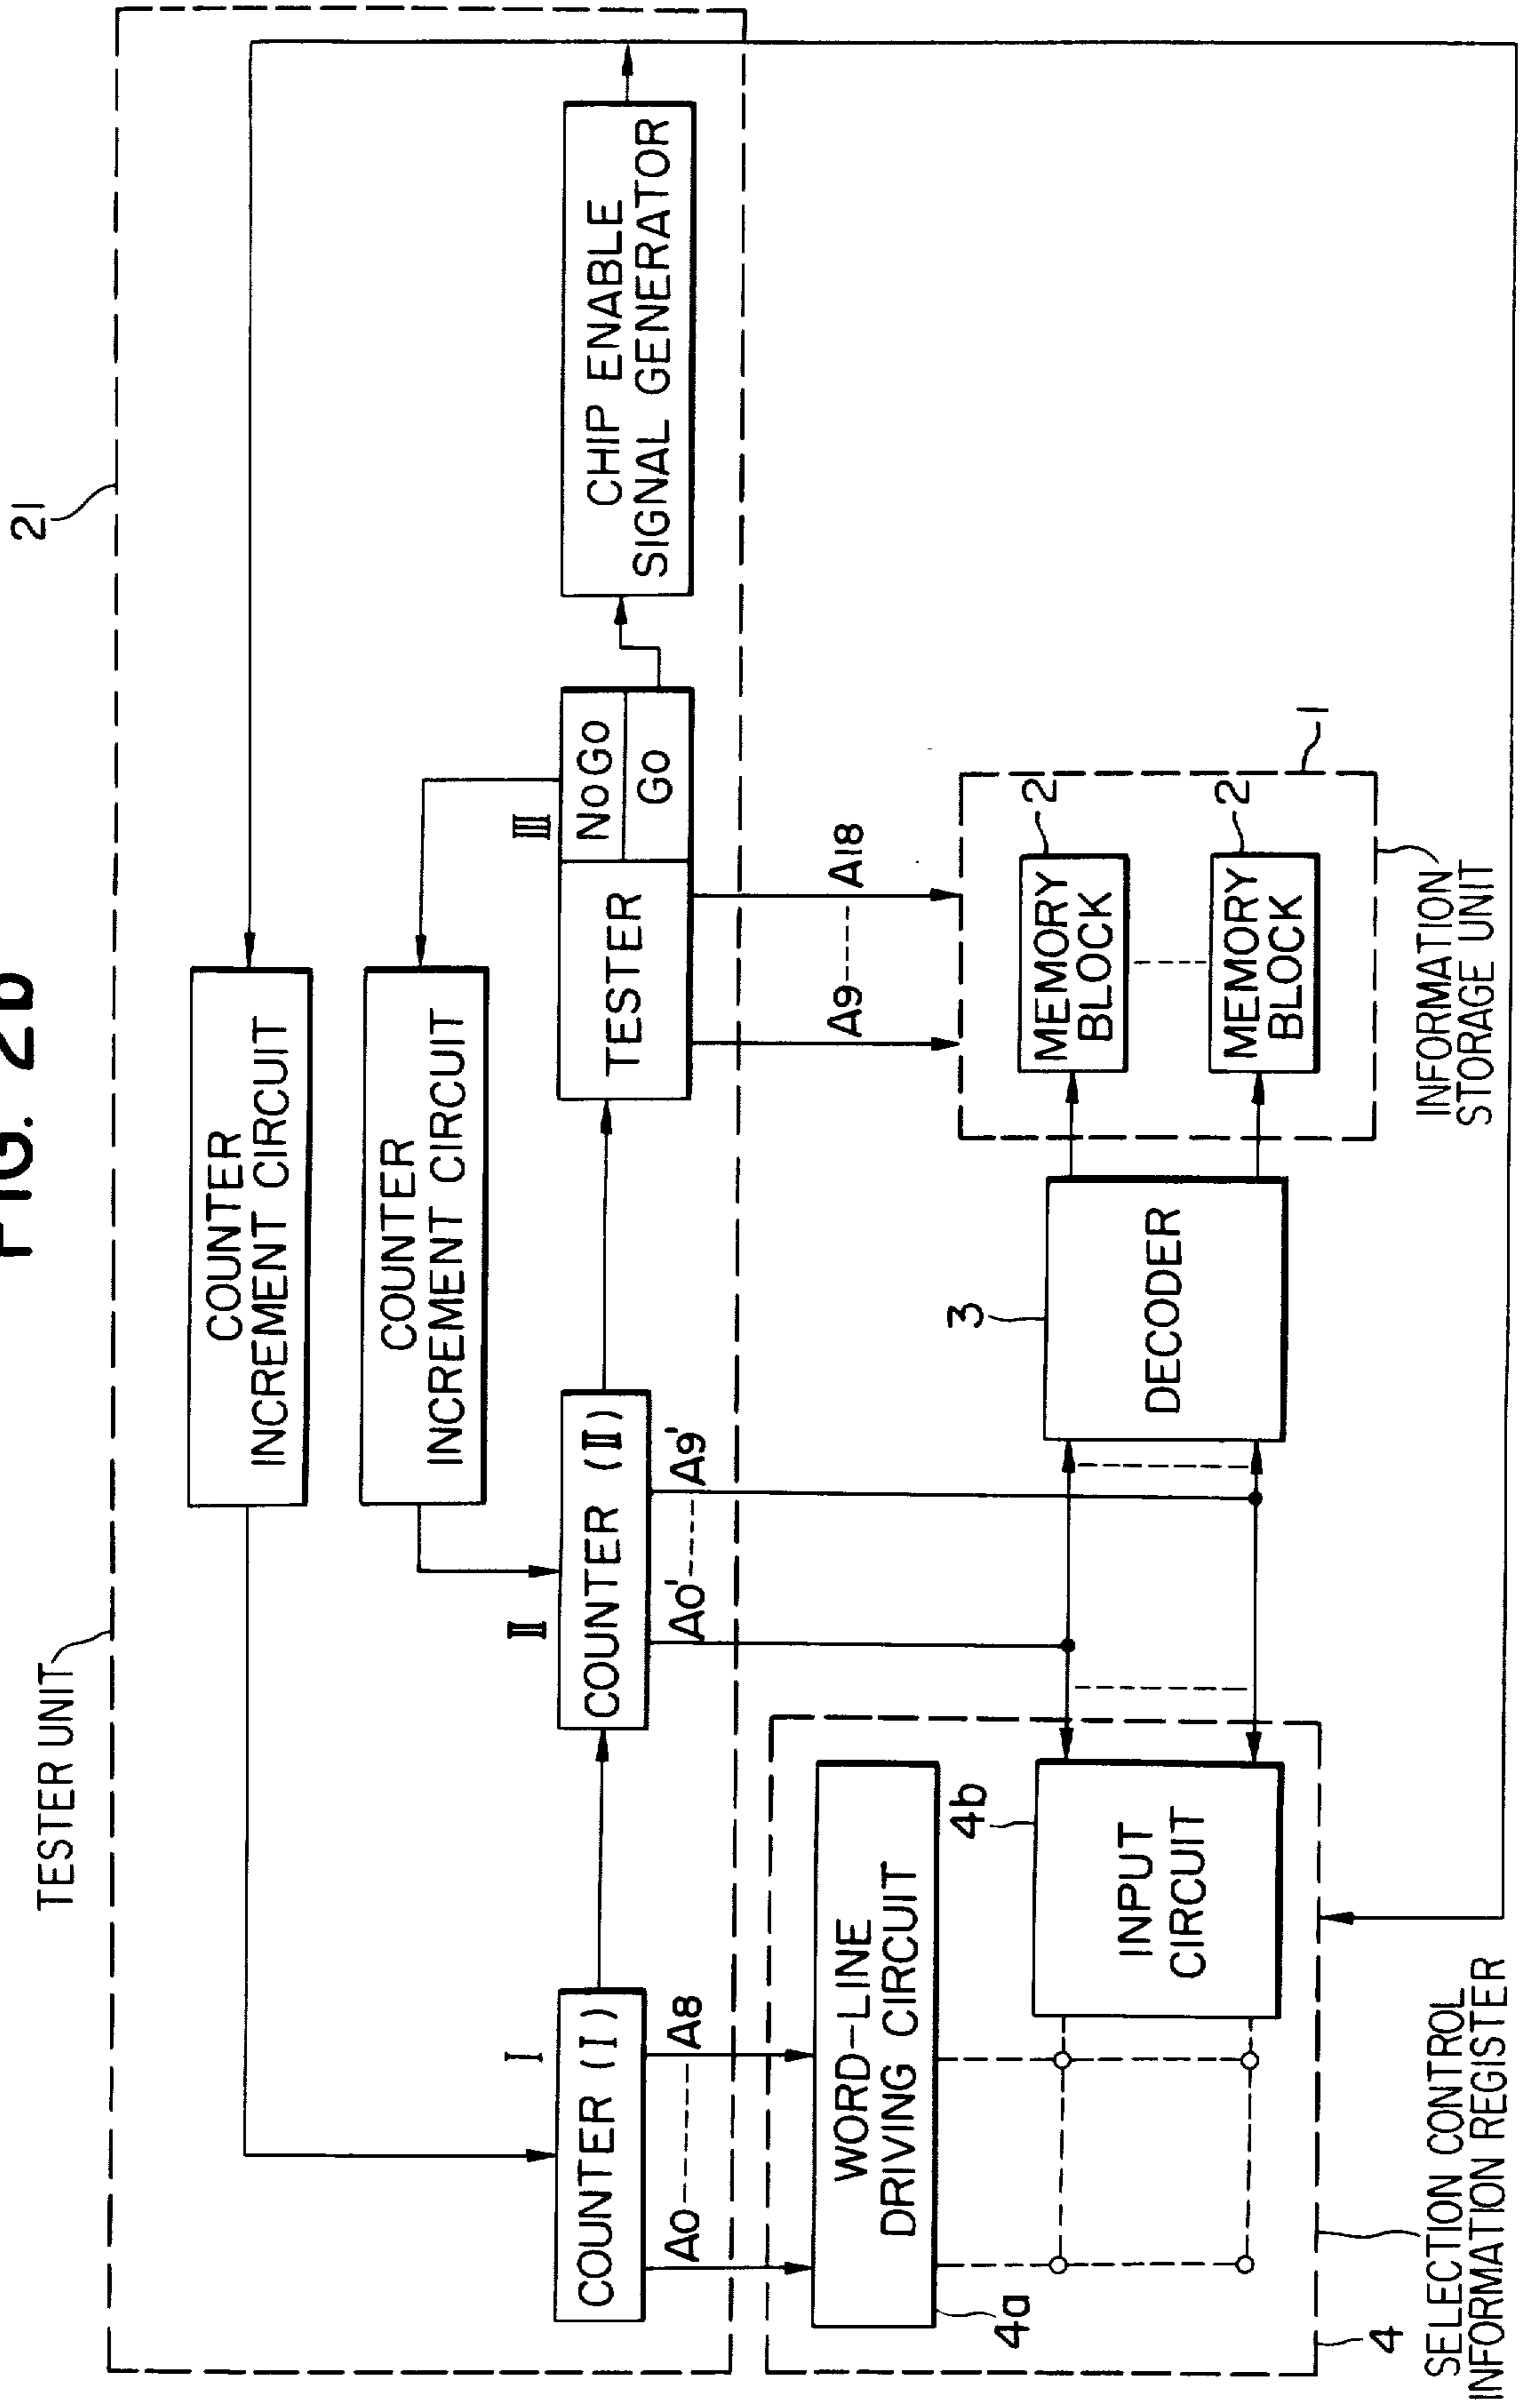 FIG. 2b
TESTER UNIT
21
COUNTER
INCREMENT CIRCUIT
COUNTER
INCREMENT CIRCUIT
I
COUNTER (I)
A0
A8
II
COUNTER (II)
A0'
A9'
III
TESTER
NoGo
Go
CHIP ENABLE
SIGNAL GENERATOR
A9
A18
4a
WORD-LINE
DRIVING CIRCUIT
4b
INPUT
CIRCUIT
3
DECODER
MEMORY
BLOCK
2
MEMORY
BLOCK
2
1
4
SELECTION CONTROL
INFORMATION REGISTER
INFORMATION
STORAGE UNIT